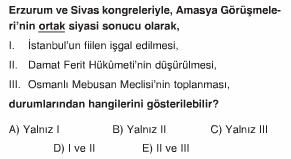 Erzurum ve Sivas kongreleriyle, Amasya Görüşmele-
ri'nin ortak siyasi sonucu olarak,
I. İstanbul'un fiilen işgal edilmesi,
II. Damat Ferit Hükûmeti'nin düşürülmesi,
III. Osmanlı Mebusan Meclisi'nin toplanması,
durumlarından hangilerini gösterilebilir?
A) Yalnız I B) Yalnız II C) Yalnız III
D) I ve II E) II ve III